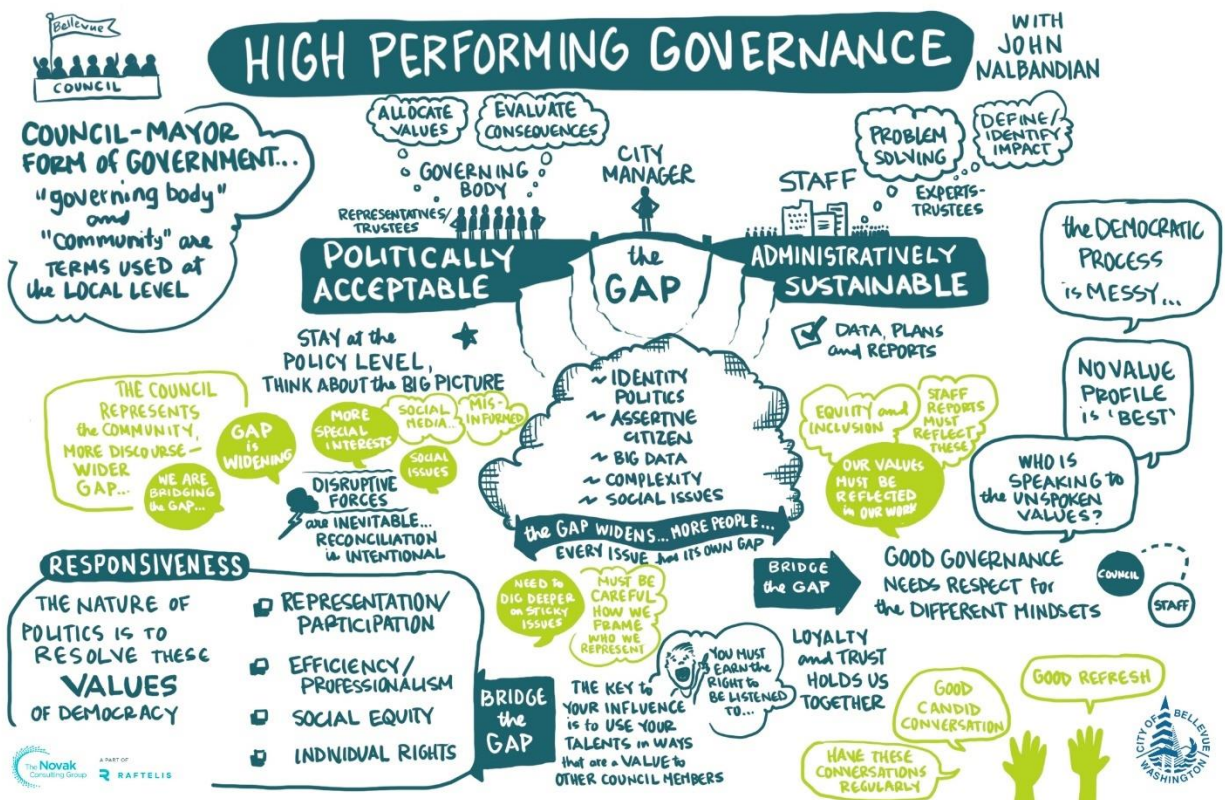 Bellevue
COUNCIL
HIGH PERFORMING GOVERNANCE
WITH
JOHN
NALBANDIAN
COUNCIL-MAYOR
FORM of GOVERNMENT...
"governing body"
and
"community" are
TERMS USED at
the LOCAL LEVEL
ALLOCATE
VALUES
EVALUATE
CONSEQUENCES
GOVERNING
BODY
REPRESENTATIVES/
TRUSTEES
CITY
MANAGER
STAFF
PROBLEM
SOLVING
DEFINE/
IDENTIFY
IMPACT
EXPERTS-
TRUSTEES
POLITICALLY
ACCEPTABLE
the
GAP
ADMINISTRATIVELY
SUSTAINABLE
the DEMOCRATIC
PROCESS
is MESSY...
NO VALUE
PROFILE
is 'BEST'
WHO IS
SPEAKING to
the UNSPOKEN
VALUES?
STAY at the
POLICY LEVEL,
THINK ABOUT the BIG PICTURE
DATA, PLANS
and REPORTS
THE COUNCIL
REPRESENTS
the COMMUNITY,
MORE DISCOURSE-
WIDER
GAP...
GAP
is
WIDENING
WE ARE
BRIDGING
the GAP...
MORE
SPECIAL
INTERESTS
SOCIAL
MEDIA..
MIS-
INFORMED
SOCIAL
ISSUES
DISRUPTIVE
FORCES
are INEVITABLE...
RECONCILIATION
is INTENTIONAL
~ IDENTITY
POLITICS
~ ASSERTIVE
CITIZEN
~ BIG DATA
~ COMPLEXITY
~ SOCIAL ISSUES
the GAP WIDENS... MORE PEOPLE...
EVERY ISSUE has ITS OWN GAP
EQUITY and
INCLUSION
STAFF
REPORTS
MUST
REFLECT
THESE
OUR VALUES
MUST BE
REFLECTED
in OUR WORK
RESPONSIVENESS
THE NATURE OF
POLITICS IS TO
RESOLVE THESE
VALUES
OF DEMOCRACY
REPRESENTATION/
PARTICIPATION
EFFICIENCY/
PROFESSIONALISM
SOCIAL EQUITY
INDIVIDUAL RIGHTS
BRIDGE
the
GAP
NEED to
DIG DEEPER
on STICKY
ISSUES
MUST BE
CAREFUL
HOW WE
FRAME
WHO WE
REPRESENT
BRIDGE
the GAP
GOOD GOVERNANCE
NEEDS RESPECT for
the DIFFERENT MINDSETS
COUNCIL
STAFF
THE KEY to
YOUR INFLUENCE
is to USE YOUR
TALENTS in WAYS
that are a VALUE to
OTHER COUNCIL MEMBERS
YOU MUST
EARN the
RIGHT to
BE LISTENED
TO...
LOYALTY
and TRUST
HOLDS US
TOGETHER
GOOD
CANDID
CONVERSATION
GOOD REFRESH
HAVE THESE
CONVERSATIONS
REGULARLY
The Novak
Consulting Group
A PART OF
RAFTELIS
CITY OF BELLEVUE
WASHINGTON